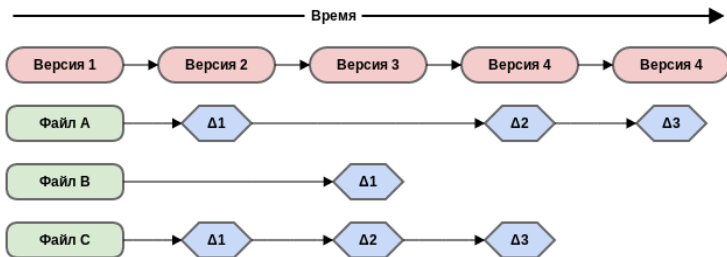 Время
Версия 1 Версия 2 Версия 3 Версия 4 Версия 4
Файл A Δ1 Δ2 Δ3
Файл B Δ1
Файл C Δ1 Δ2 Δ3